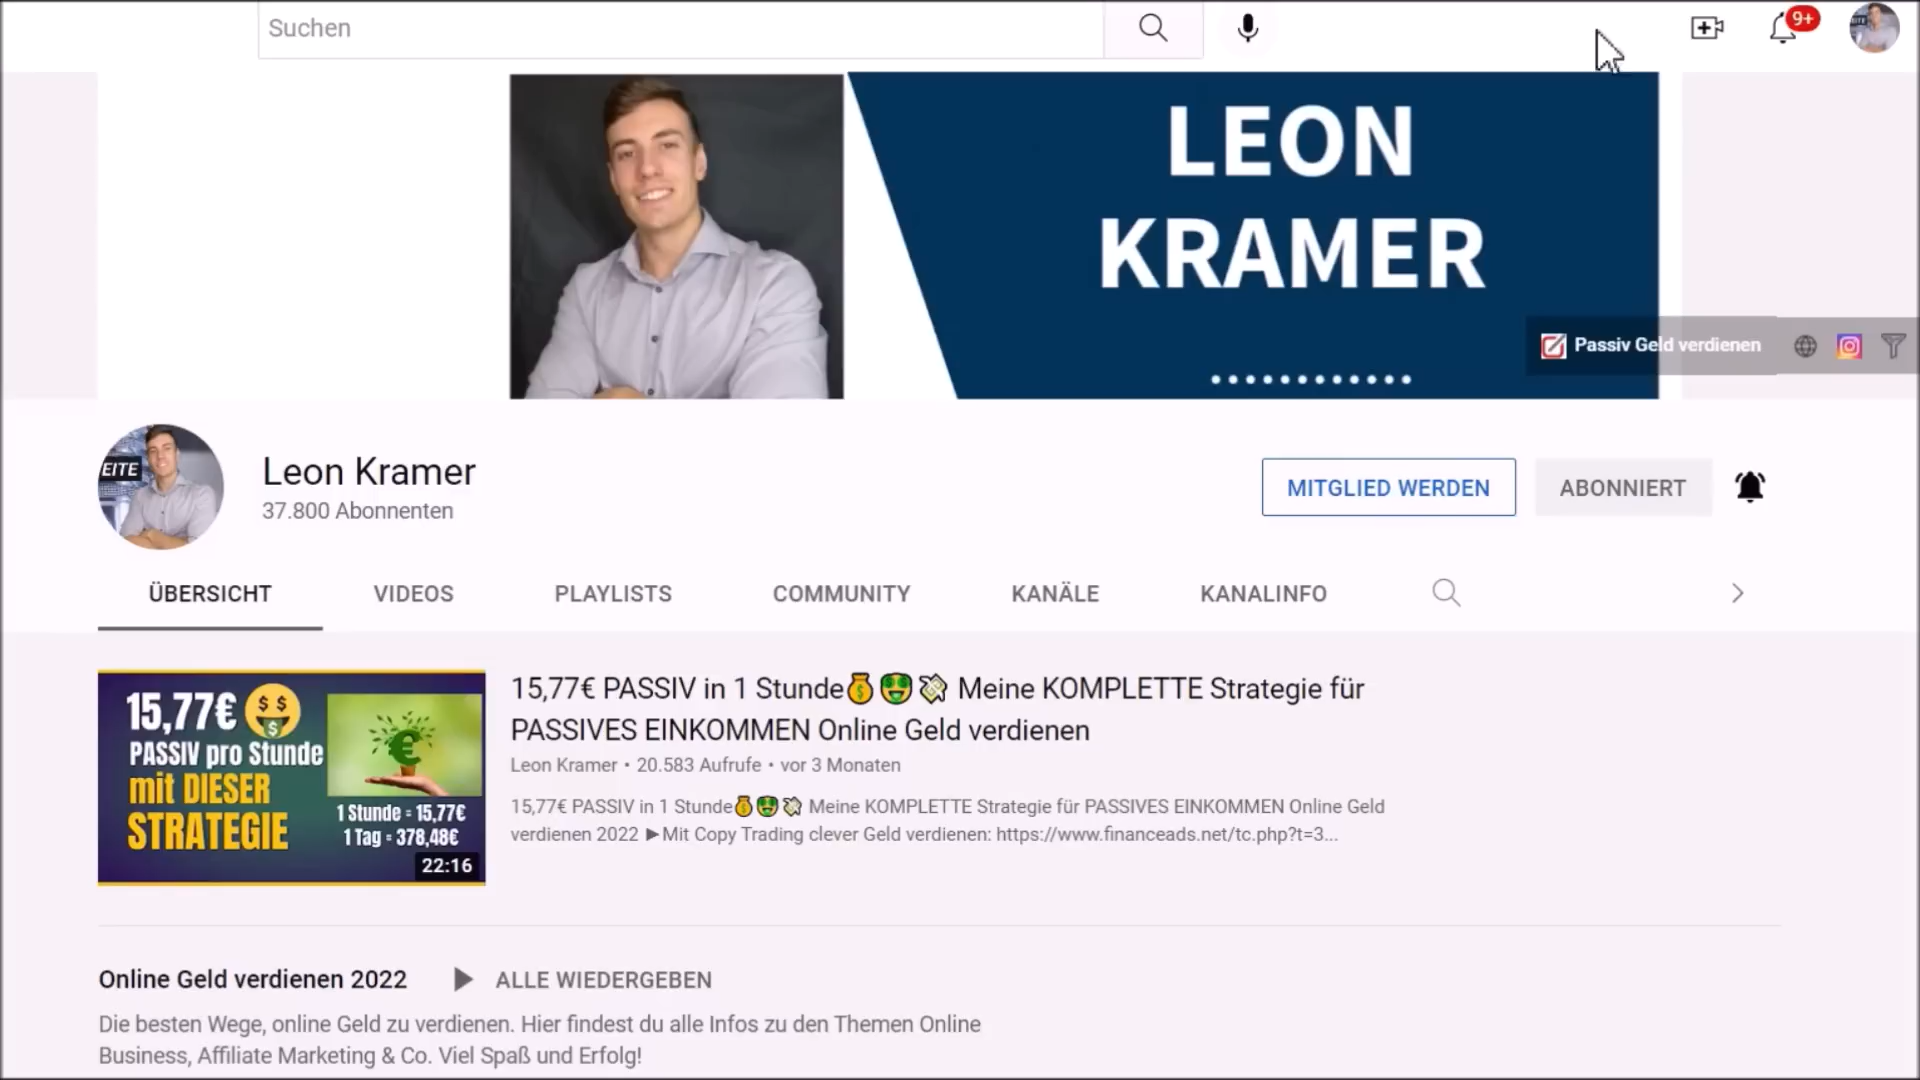 Suchen
9+
LEON
KRAMER
Passiv Geld verdienen
EITE
Leon Kramer
37.800 Abonnenten
MITGLIED WERDEN
ABONNIERT
ÜBERSICHT
VIDEOS
PLAYLISTS
COMMUNITY
KANÄLE
KANALINFO
15,77€
PASSIV pro Stunde
mit DIESER
STRATEGIE
1 Stunde = 15,77€
1 Tag = 378,48€
22:16
15,77€ PASSIV in 1 Stunde💰🤑💸 Meine KOMPLETTE Strategie für
PASSIVES EINKOMMEN Online Geld verdienen
Leon Kramer • 20.583 Aufrufe • vor 3 Monaten
15,77€ PASSIV in 1 Stunde💰🤑💸 Meine KOMPLETTE Strategie für PASSIVES EINKOMMEN Online Geld
verdienen 2022 ►Mit Copy Trading clever Geld verdienen: https://www.financeads.net/tc.php?t=3...
Online Geld verdienen 2022
ALLE WIEDERGEBEN
Die besten Wege, online Geld zu verdienen. Hier findest du alle Infos zu den Themen Online
Business, Affiliate Marketing & Co. Viel Spaß und Erfolg!